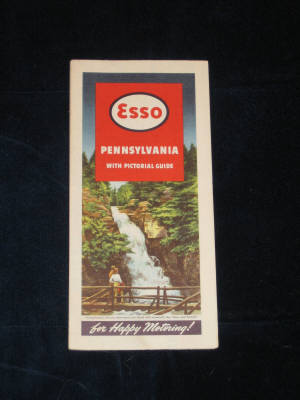 Esso
PENNSYLVANIA
WITH PICTORIAL GUIDE
for Happy Motoring!